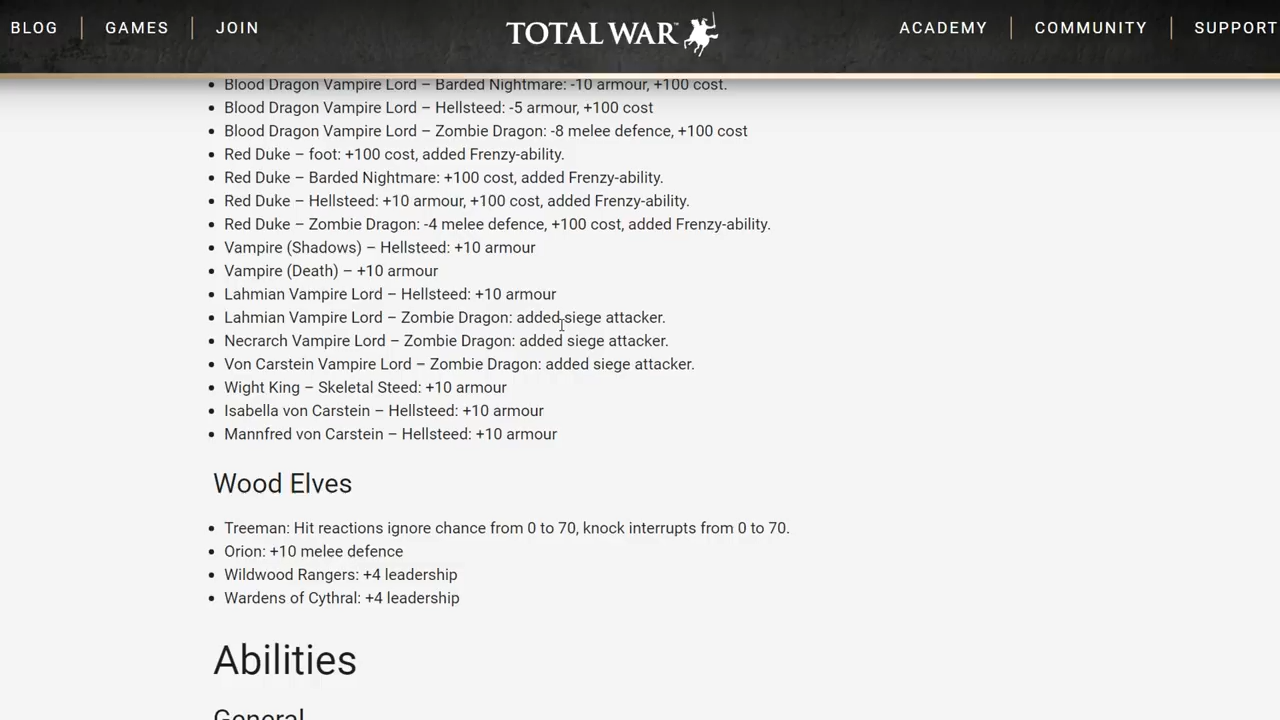 BLOG GAMES JOIN TOTAL WAR™ ACADEMY COMMUNITY SUPPORT
Blood Dragon Vampire Lord – Barded Nightmare: -10 armour, +100 cost.
Blood Dragon Vampire Lord – Hellsteed: -5 armour, +100 cost
Blood Dragon Vampire Lord – Zombie Dragon: -8 melee defence, +100 cost
Red Duke – foot: +100 cost, added Frenzy-ability.
Red Duke – Barded Nightmare: +100 cost, added Frenzy-ability.
Red Duke – Hellsteed: +10 armour, +100 cost, added Frenzy-ability.
Red Duke – Zombie Dragon: -4 melee defence, +100 cost, added Frenzy-ability.
Vampire (Shadows) – Hellsteed: +10 armour
Vampire (Death) – +10 armour
Lahmian Vampire Lord – Hellsteed: +10 armour
Lahmian Vampire Lord – Zombie Dragon: added siege attacker.
Necrarch Vampire Lord – Zombie Dragon: added siege attacker.
Von Carstein Vampire Lord – Zombie Dragon: added siege attacker.
Wight King – Skeletal Steed: +10 armour
Isabella von Carstein – Hellsteed: +10 armour
Mannfred von Carstein – Hellsteed: +10 armour
Wood Elves
Treeman: Hit reactions ignore chance from 0 to 70, knock interrupts from 0 to 70.
Orion: +10 melee defence
Wildwood Rangers: +4 leadership
Wardens of Cythral: +4 leadership
Abilities
General